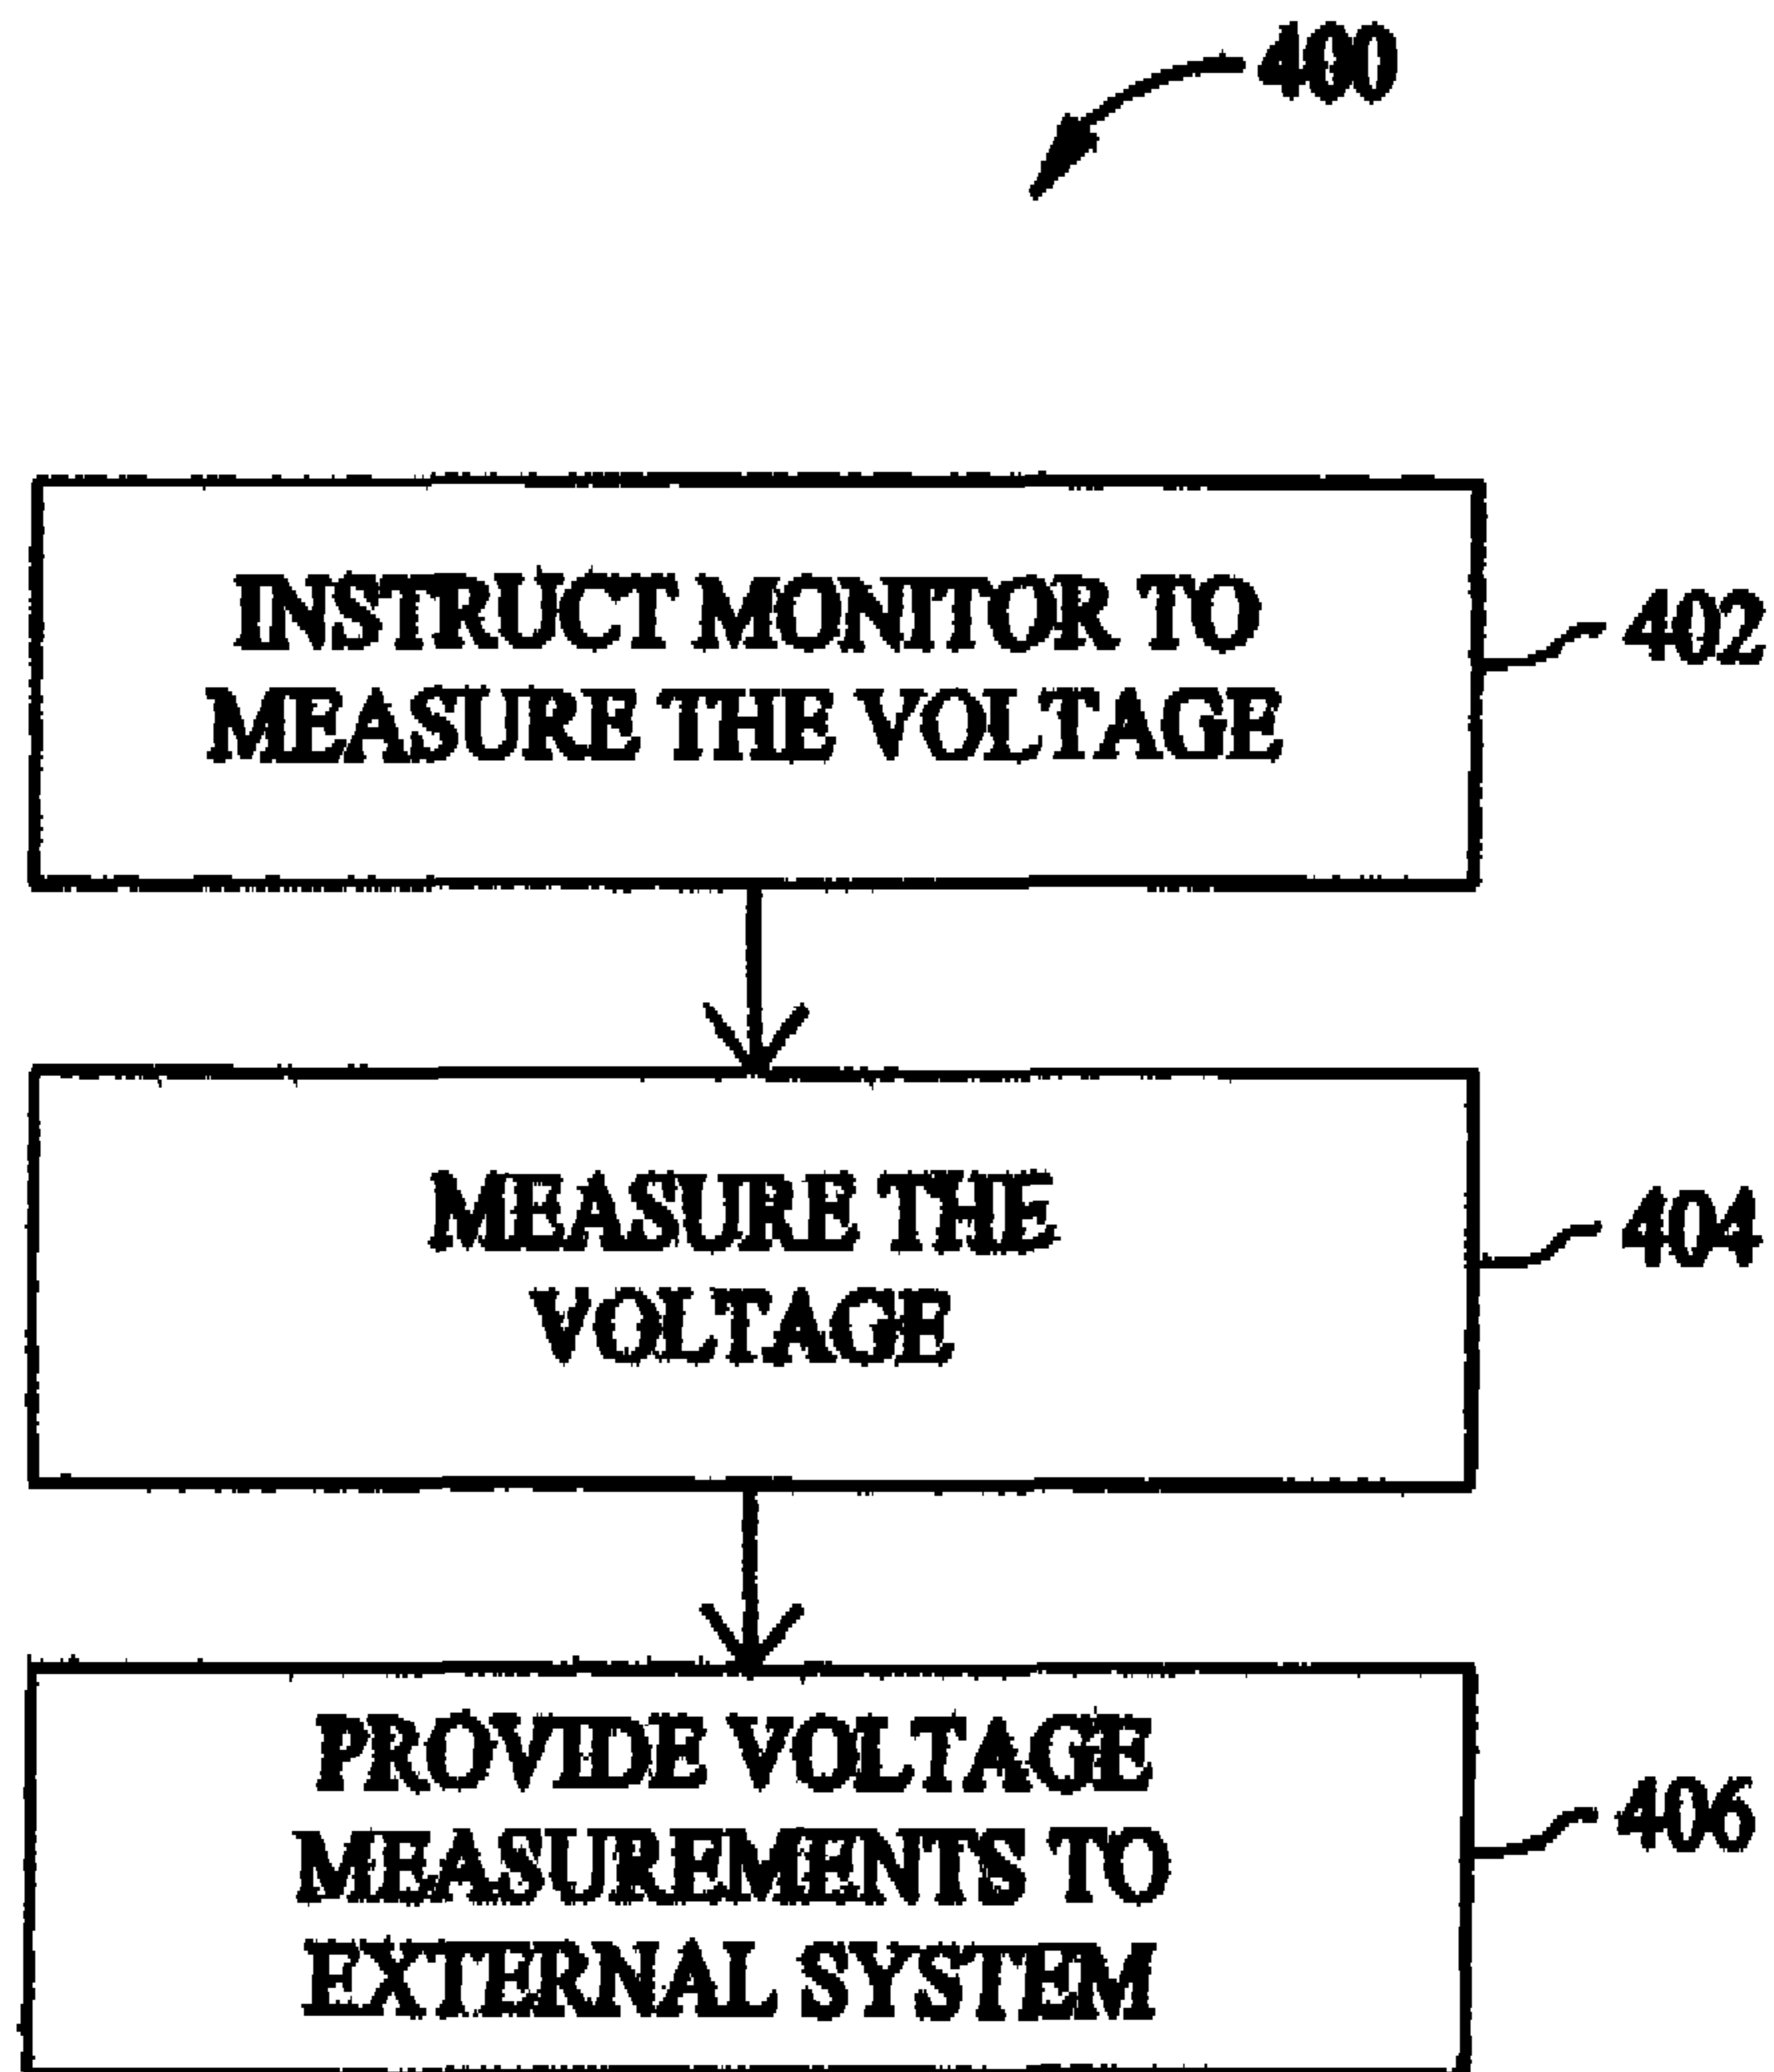 400
INSTRUCT MONITOR TO
MEASURE THE VOLTAGE
402
MEASURE THE
VOLTAGE
404
PROVIDE VOLTAGE
MEASUREMENTS TO
EXTERNAL SYSTEM
406